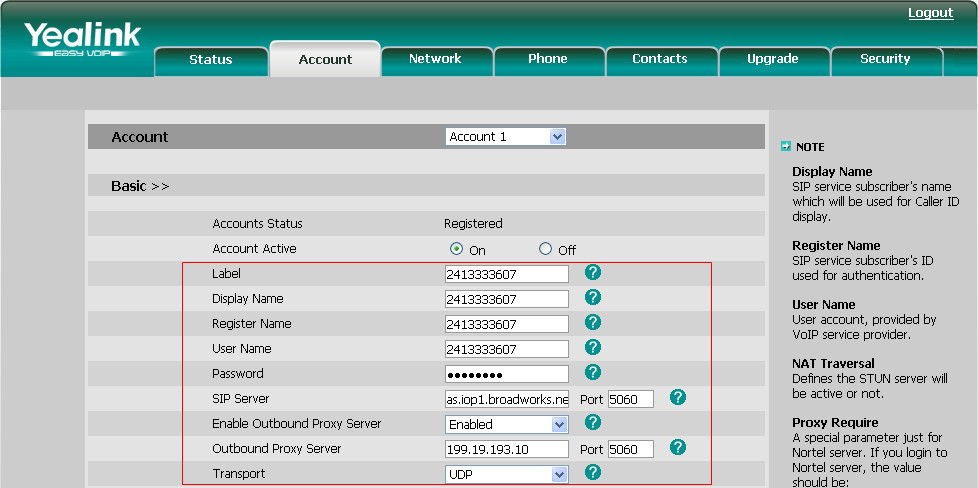 Logout
Yealink
EASY VOIP
Status Account Network Phone Contacts Upgrade Security
Account Account 1
Basic >>
Accounts Status Registered
Account Active On Off
Label 2413333607 ?
Display Name 2413333607 ?
Register Name 2413333607 ?
User Name 2413333607 ?
Password ●●●●●●●● ?
SIP Server as.iop1.broadworks.ne Port 5060 ?
Enable Outbound Proxy Server Enabled ?
Outbound Proxy Server 199.19.193.10 Port 5060 ?
Transport UDP ?
NOTE
Display Name
SIP service subscriber's name
which will be used for Caller ID
display.
Register Name
SIP service subscriber's ID
used for authentication.
User Name
User account, provided by
VoIP service provider.
NAT Traversal
Defines the STUN server will
be active or not.
Proxy Require
A special parameter just for
Nortel server. If you login to
Nortel server, the value
should be: